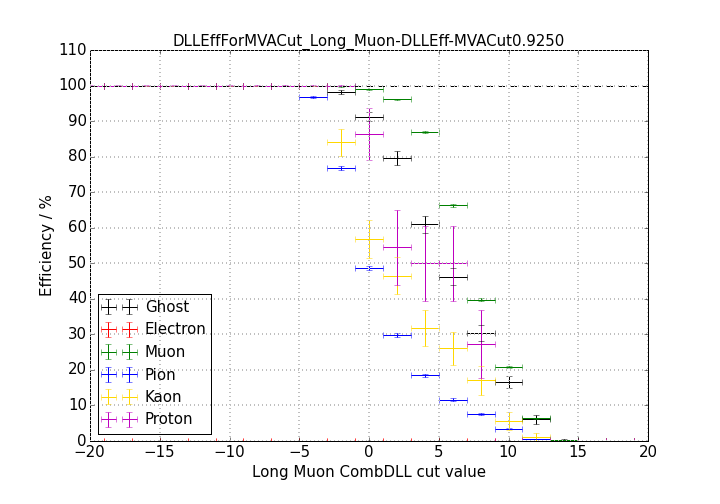 DLLEffForMVACut_Long_Muon-DLLEff-MVACut0.9250
110
100
90
80
70
60
50
40
30
20
10
0
Efficiency / %
Ghost
Electron
Muon
Pion
Kaon
Proton
−20 −15 −10 −5 0 5 10 15 20
Long Muon CombDLL cut value